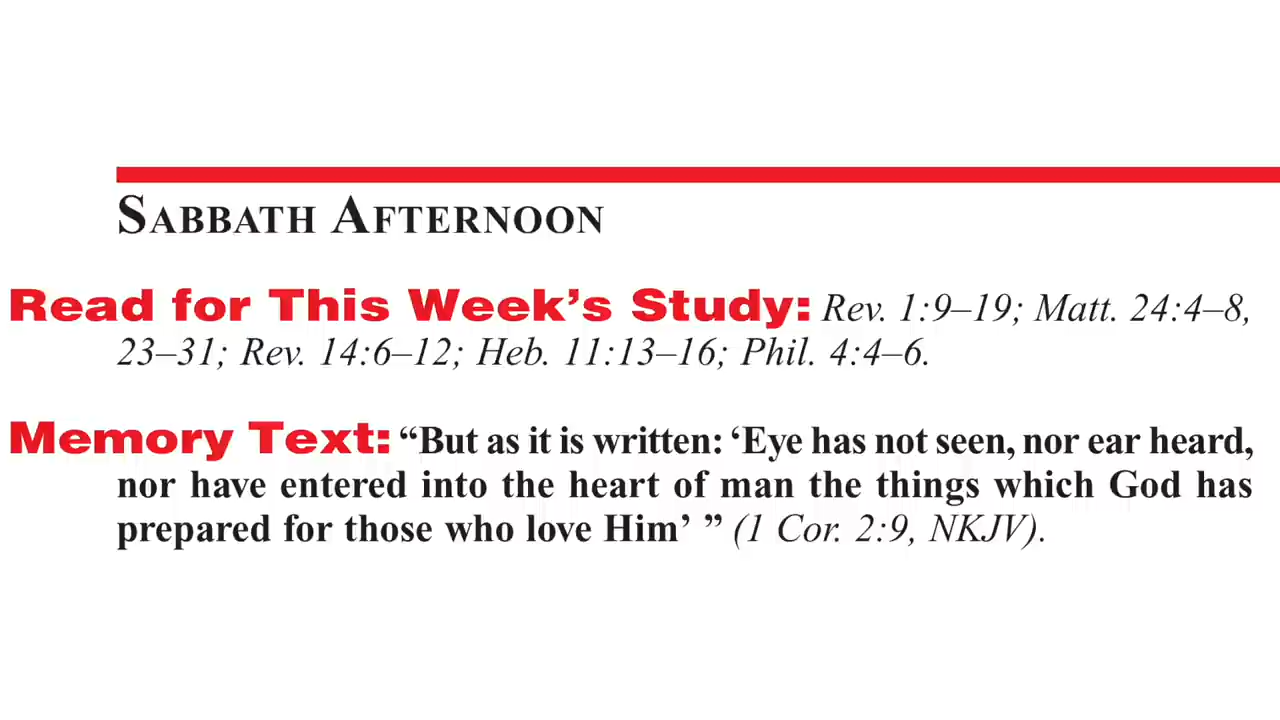 SABBATH AFTERNOON
Read for This Week’s Study: Rev. 1:9–19; Matt. 24:4–8,
23–31; Rev. 14:6–12; Heb. 11:13–16; Phil. 4:4–6.
Memory Text: “But as it is written: ‘Eye has not seen, nor ear heard,
nor have entered into the heart of man the things which God has
prepared for those who love Him’ ” (1 Cor. 2:9, NKJV).